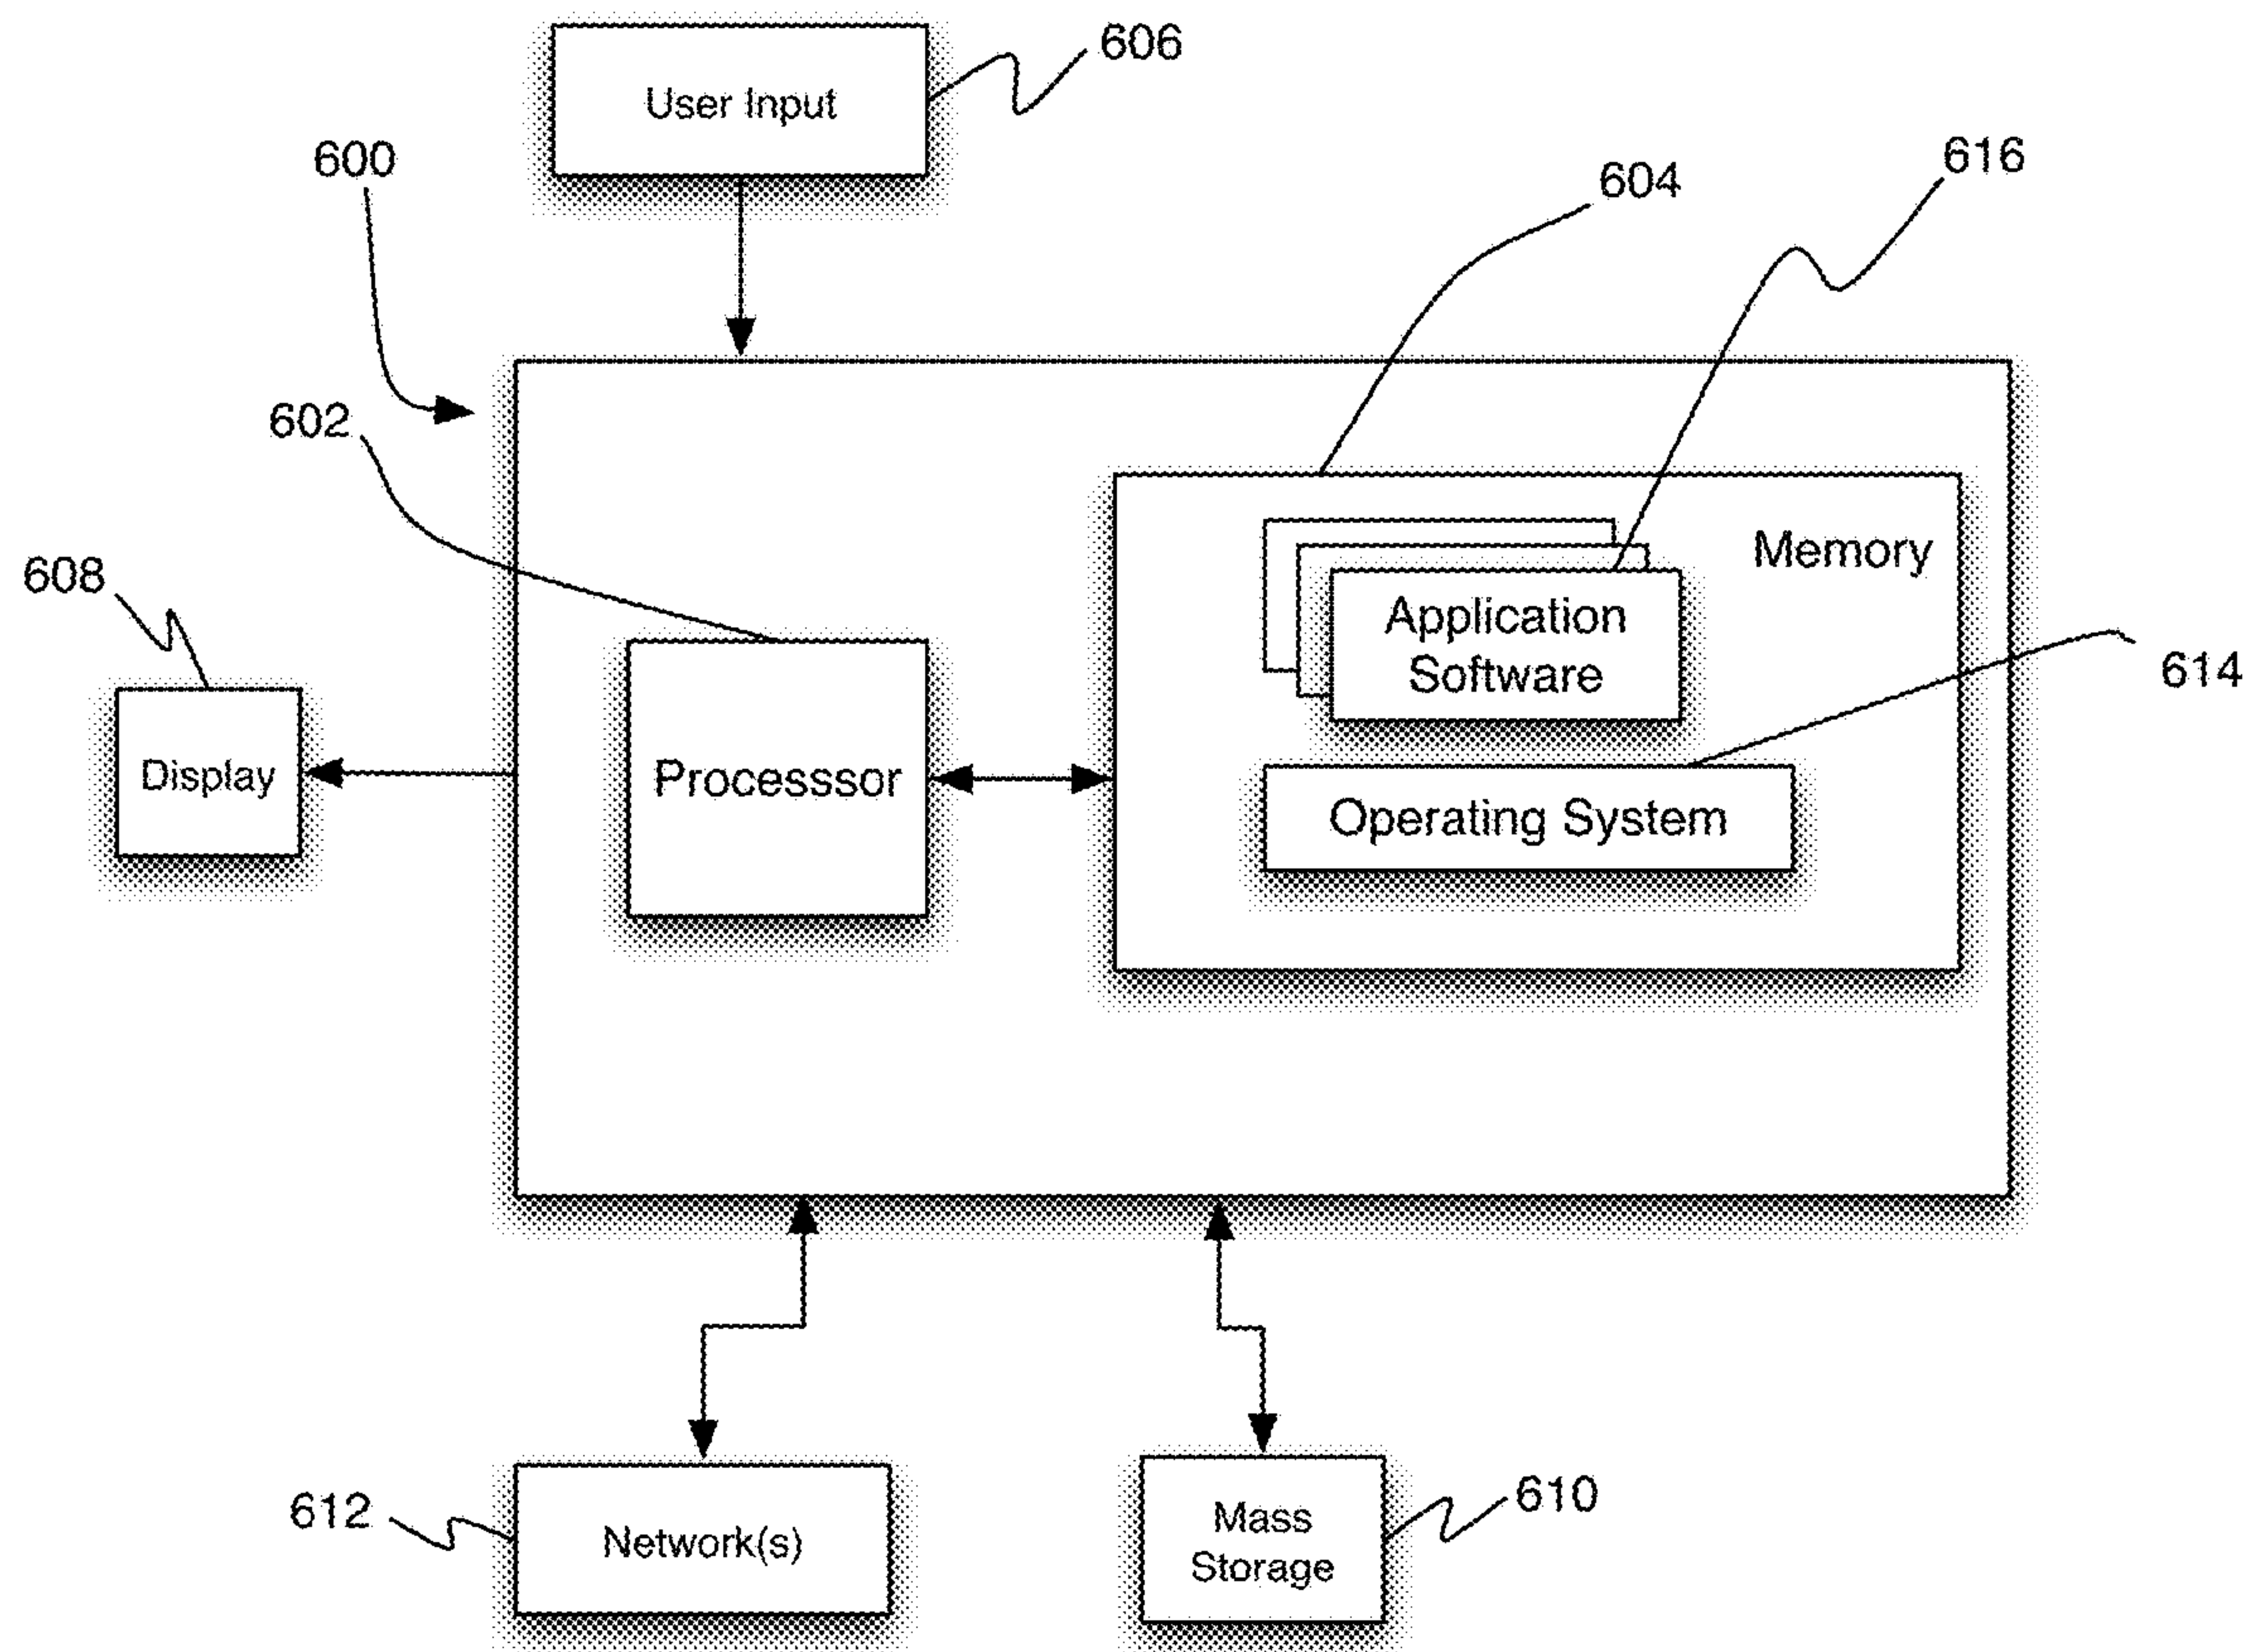 606
User Input
600
616
604
602
Memory
608
Application
Software
614
Display
Processsor
Operating System
612
Network(s)
610
Mass
Storage